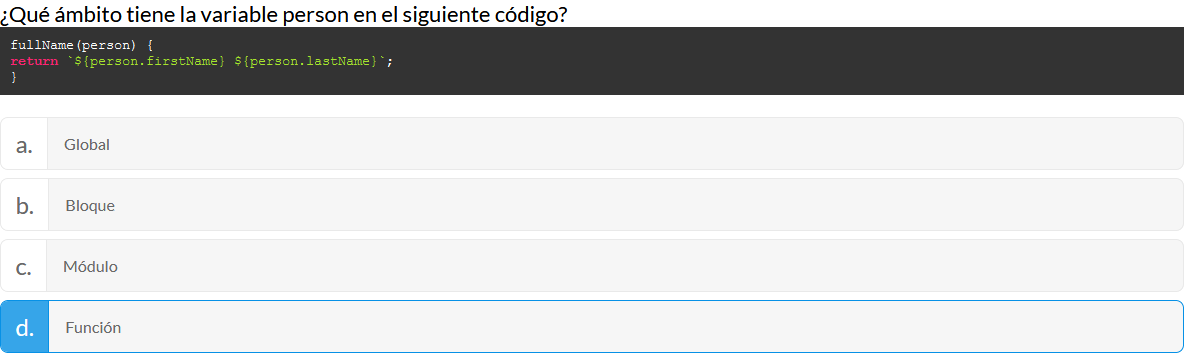 ¿Qué ámbito tiene la variable person en el siguiente código?
fullName(person) {
return `${person.firstName} ${person.lastName}`;
}
a. Global
b. Bloque
c. Módulo
d. Función